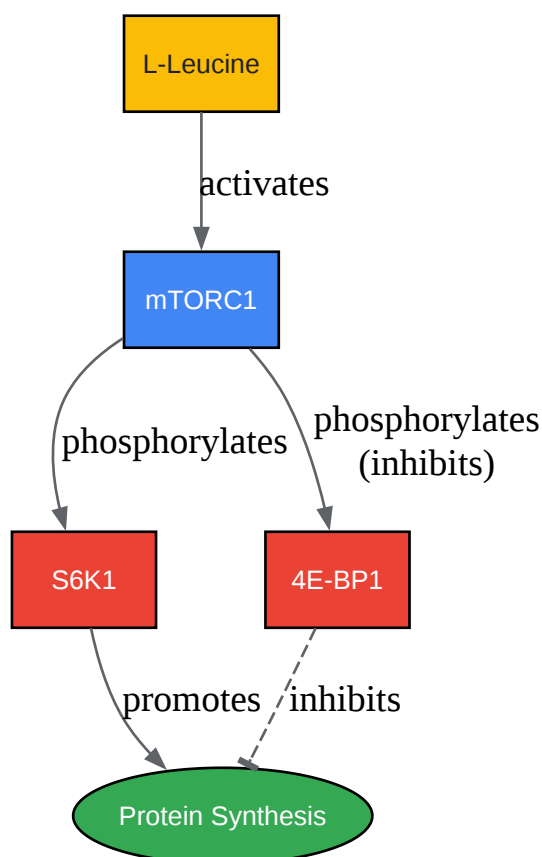 L-Leucine
activates
mTORC1
phosphorylates
phosphorylates
(inhibits)
S6K1
4E-BP1
promotes
inhibits
Protein Synthesis